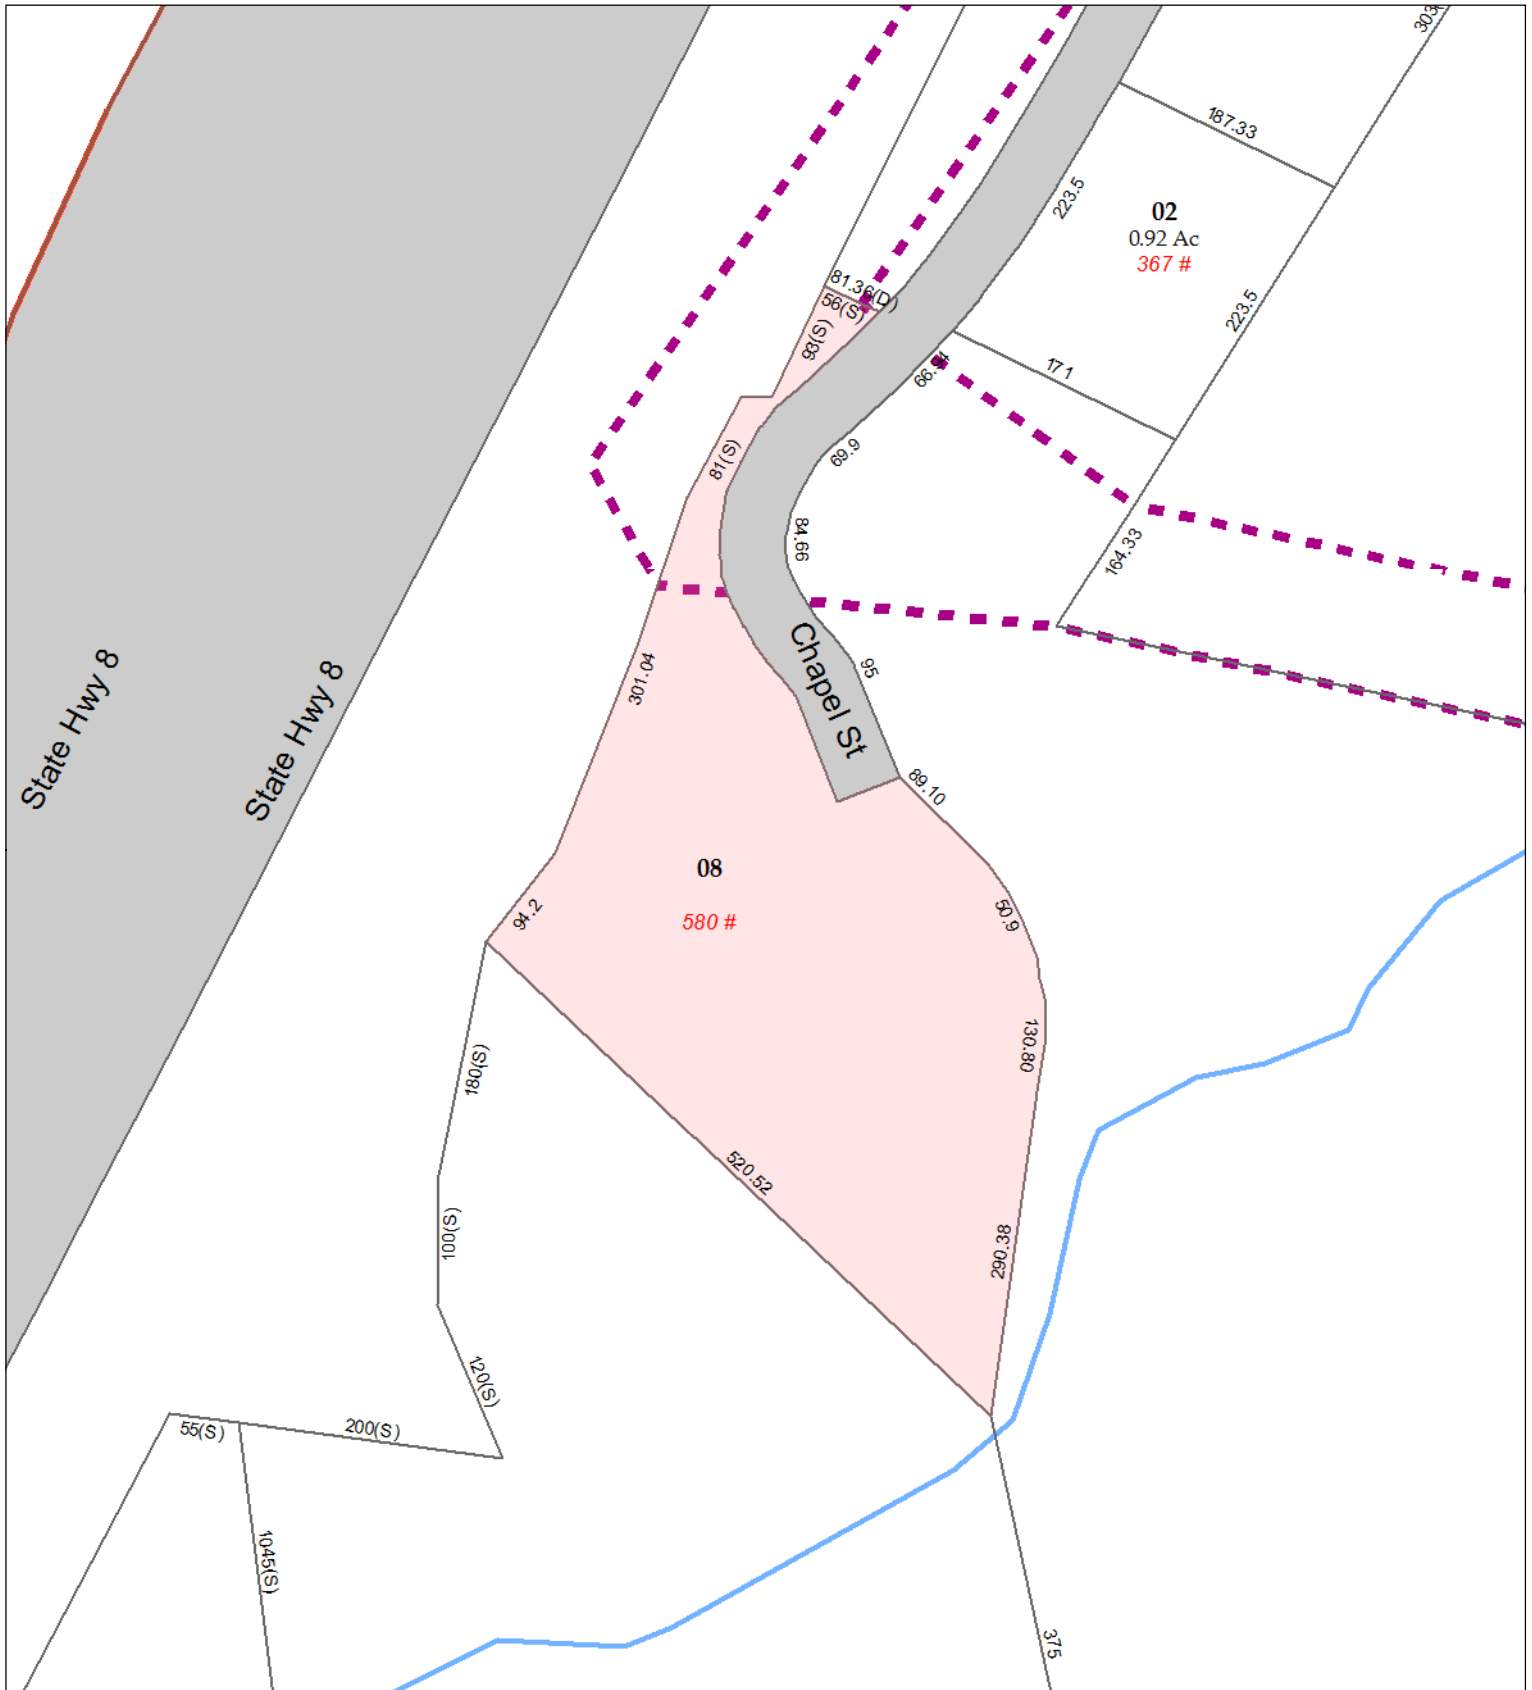 187.33
223.5
02
0.92 Ac
367 #
81.36(D)
56(S)
93(S)
223.5
66.94
171
81(S)
69.9
84.66
164.33
Chapel St
95
301.04
State Hwy 8
State Hwy 8
89.10
08
580 #
94.2
50.9
130.80
180(S)
520.52
100(S)
290.38
120(S)
55(S)
200(S)
1045(S)
375